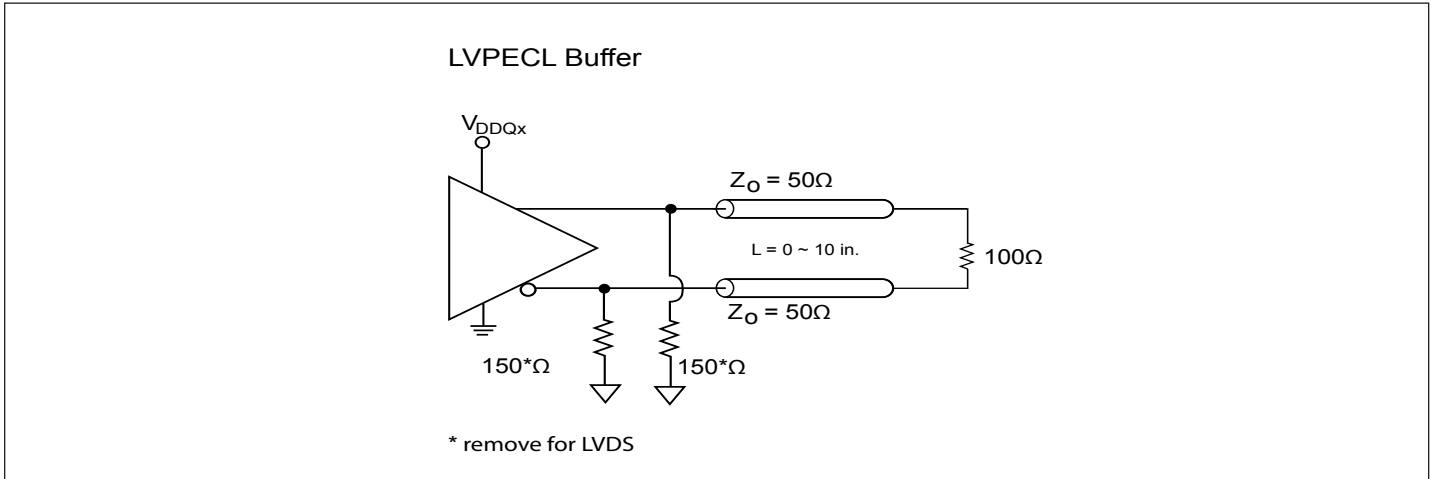 LVPECL Buffer
VDDQx
ZO = 50Ω
L = 0 ~ 10 in.
100Ω
ZO = 50Ω
150*Ω
150*Ω
* remove for LVDS